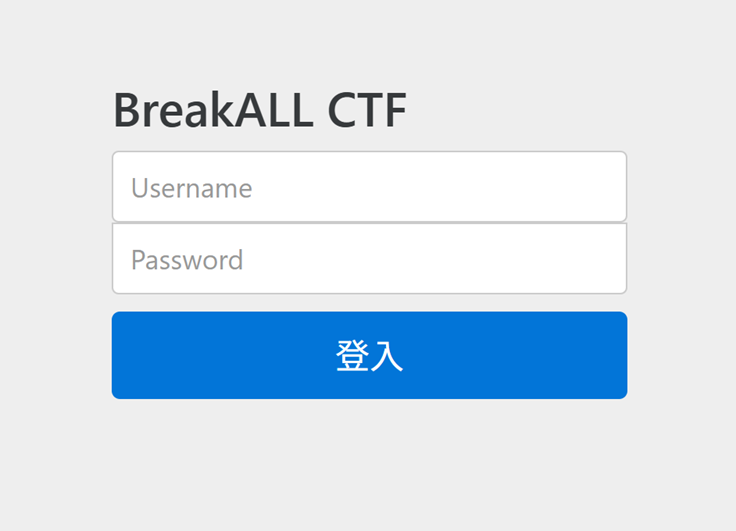 BreakALL CTF
Username
Password
登入